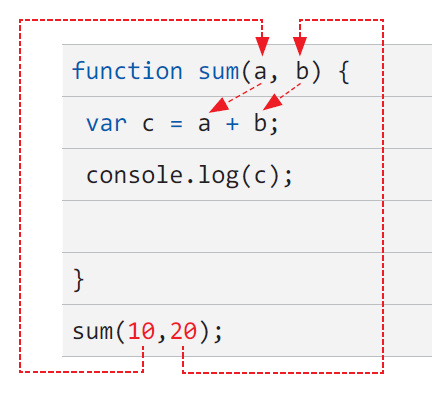 function sum(a, b) {
var c = a + b;
console.log(c);
}
sum(10,20);